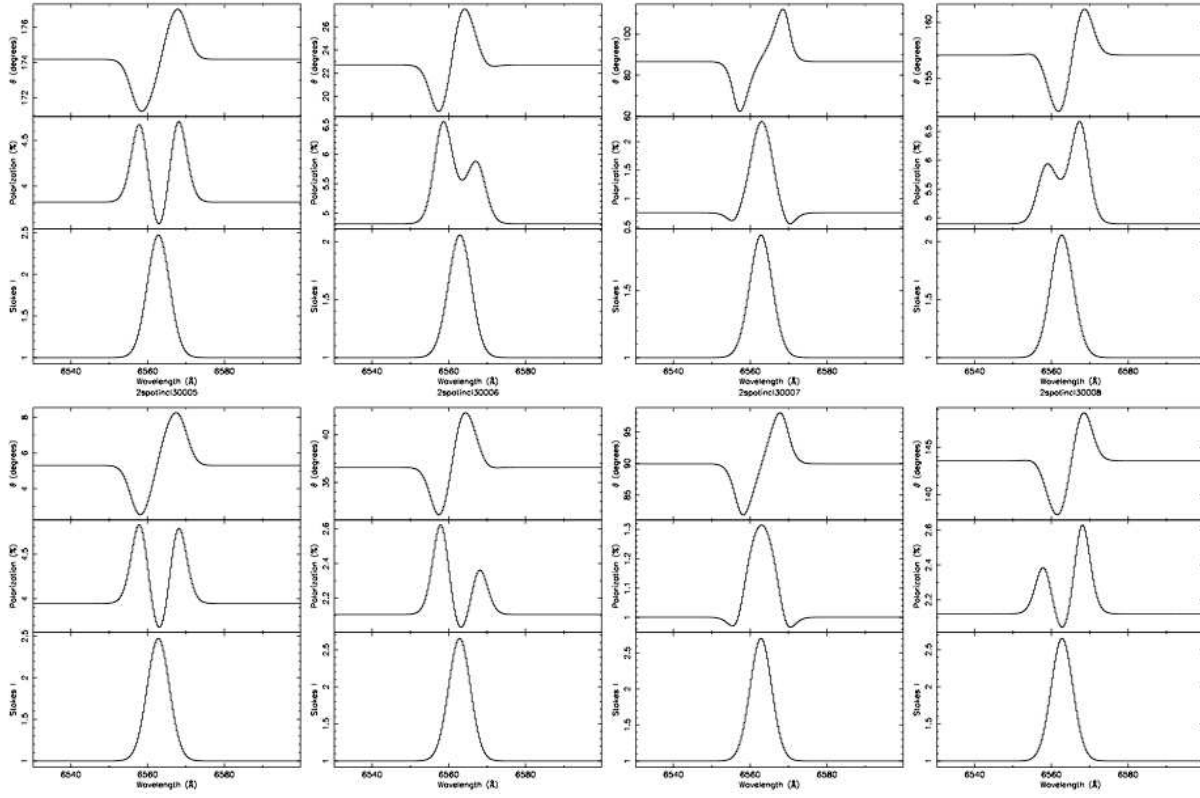 θ (degrees)
172 174 176
Polarization (%)
4 4.5
Stokes I
1 1.5 2 2.5
6540 6560 6580
Wavelength (Å)
θ (degrees)
20 22 24 26
Polarization (%)
5 5.5 6 6.5
Stokes I
1 1.5 2
6540 6560 6580
Wavelength (Å)
θ (degrees)
60 80 100
Polarization (%)
0.5 1 1.5 2
Stokes I
1 1.5
6540 6560 6580
Wavelength (Å)
θ (degrees)
155 160
Polarization (%)
5 5.5 6 6.5
Stokes I
1 1.5 2
6540 6560 6580
Wavelength (Å)
2spotincl30005
θ (degrees)
4 6 8
Polarization (%)
4 4.5
Stokes I
1 1.5 2 2.5
6540 6560 6580
Wavelength (Å)
2spotincl30006
θ (degrees)
35 40
Polarization (%)
2.2 2.4 2.6
Stokes I
1 1.5 2 2.5
6540 6560 6580
Wavelength (Å)
2spotincl30007
θ (degrees)
85 90 95
Polarization (%)
1 1.1 1.2 1.3
Stokes I
1 1.5 2 2.5
6540 6560 6580
Wavelength (Å)
2spotincl30008
θ (degrees)
140 145
Polarization (%)
2.2 2.4 2.6
Stokes I
1 1.5 2 2.5
6540 6560 6580
Wavelength (Å)